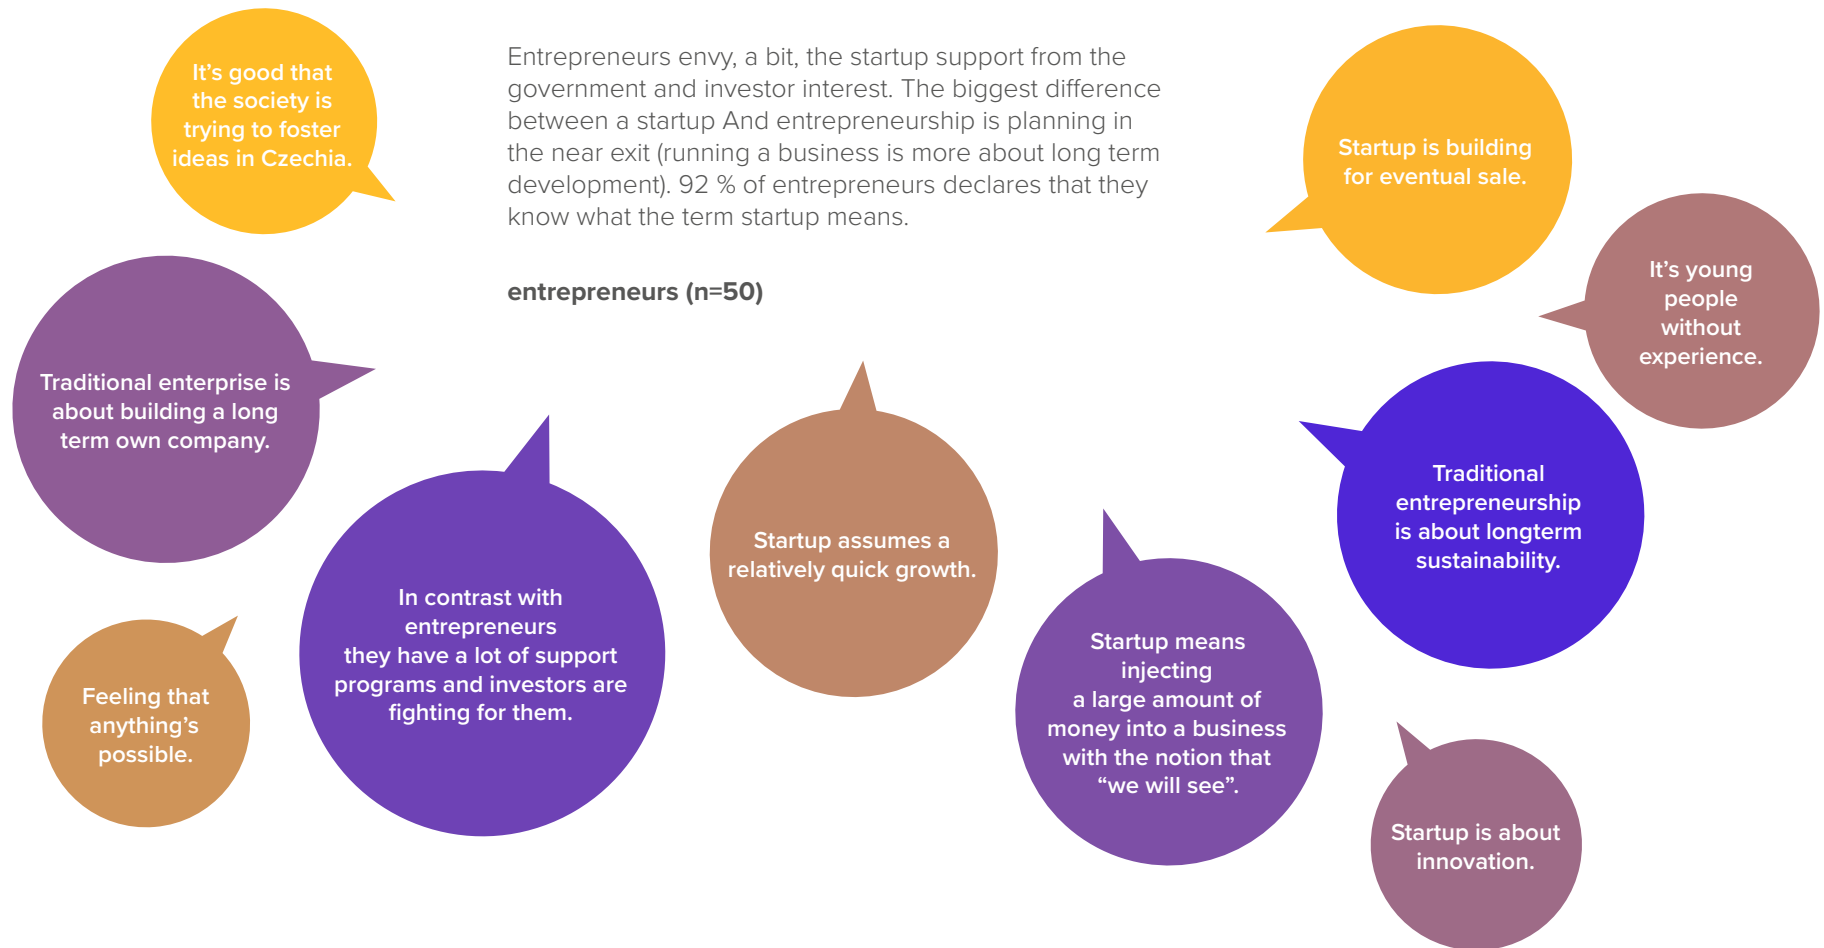 It's good that
the society is
trying to foster
ideas in Czechia.
Entrepreneurs envy, a bit, the startup support from the
government and investor interest. The biggest difference
between a startup And entrepreneurship is planning in
the near exit (running a business is more about long term
development). 92 % of entrepreneurs declares that they
know what the term startup means.
entrepreneurs (n=50)
Startup is building
for eventual sale.
It's young
people
without
experience.
Traditional enterprise is
about building a long
term own company.
In contrast with
entrepreneurs
they have a lot of support
programs and investors are
fighting for them.
Startup assumes a
relatively quick growth.
Traditional
entrepreneurship
is about longterm
sustainability.
Startup means
injecting
a large amount of
money into a business
with the notion that
“we will see”.
Feeling that
anything's
possible.
Startup is about
innovation.